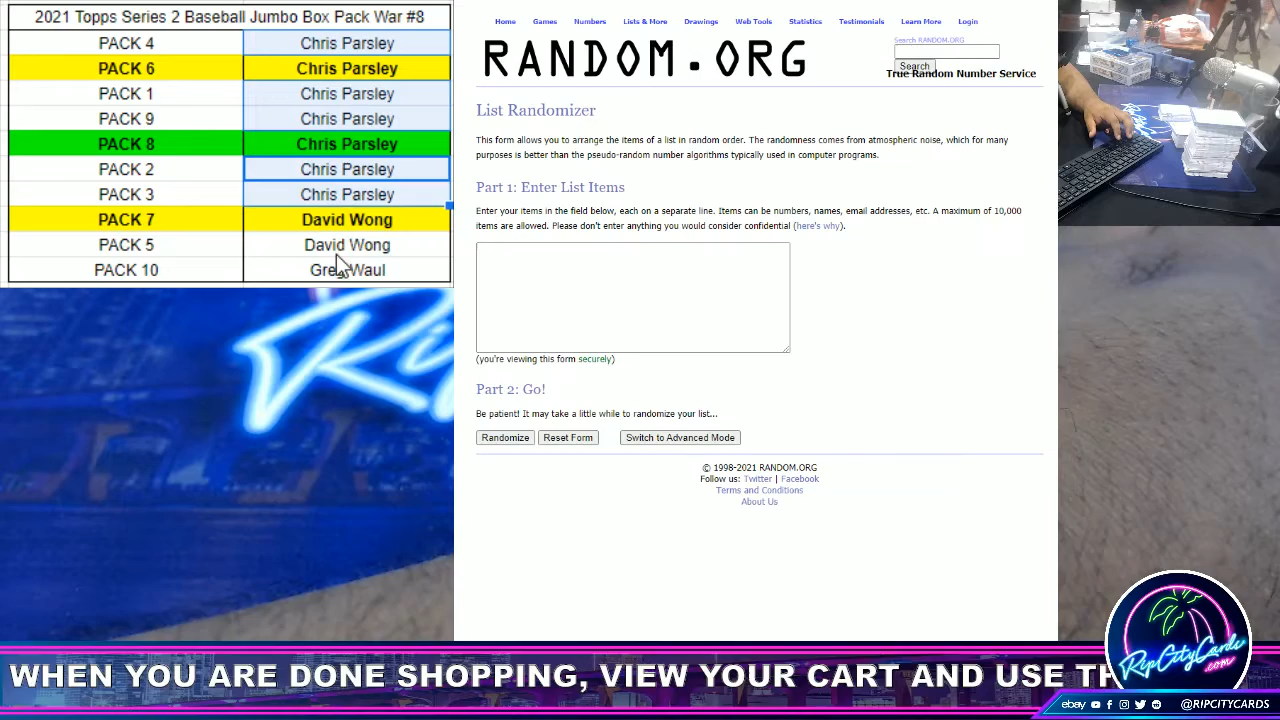 2021 Topps Series 2 Baseball Jumbo Box Pack War #8
PACK 4 Chris Parsley
PACK 6 Chris Parsley
PACK 1 Chris Parsley
PACK 9 Chris Parsley
PACK 8 Chris Parsley
PACK 2 Chris Parsley
PACK 3 Chris Parsley
PACK 7 David Wong
PACK 5 David Wong
PACK 10 Waul
Home Games Numbers Lists & More Drawings Web Tools Statistics Testimonials Learn More Login
RANDOM.ORG
Search RANDOM.ORG
Search
True Random Number Service
List Randomizer
This form allows you to arrange the items of a list in random order. The randomness comes from atmospheric noise, which for many
purposes is better than the pseudo-random number algorithms typically used in computer programs.
Part 1: Enter List Items
Enter your items in the field below, each on a separate line. Items can be numbers, names, email addresses, etc. A maximum of 10,000
items are allowed. Please don't enter anything you would consider confidential (here's why).
(you're viewing this form securely)
Part 2: Go!
Be patient! It may take a little while to randomize your list...
Randomize Reset Form Switch to Advanced Mode
© 1998-2021 RANDOM.ORG
Follow us: Twitter | Facebook
Terms and Conditions
About Us
WHEN YOU ARE DONE SHOPPING, VIEW YOUR CART AND USE TH
RipCityCards
.com
ebay @RIPCITYCARDS